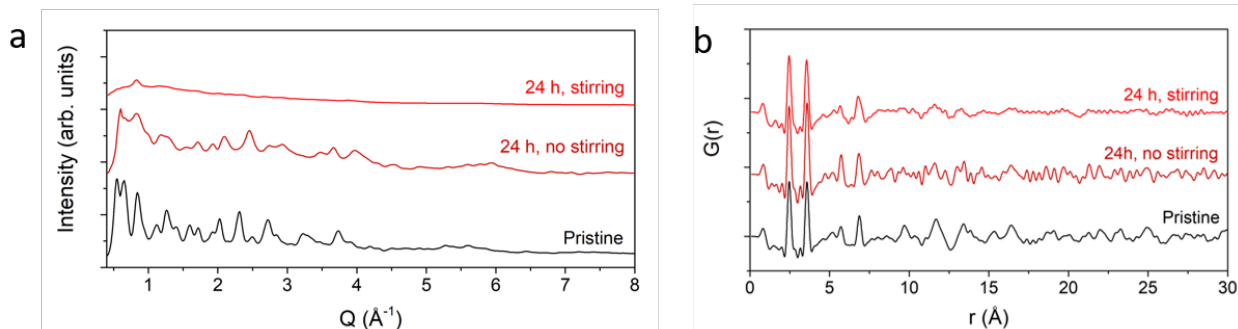 a
Intensity (arb. units)
24 h, stirring
24 h, no stirring
Pristine
1 2 3 4 5 6 7 8
Q (Å⁻¹)
b
G(r)
24 h, stirring
24h, no stirring
Pristine
0 5 10 15 20 25 30
r (Å)